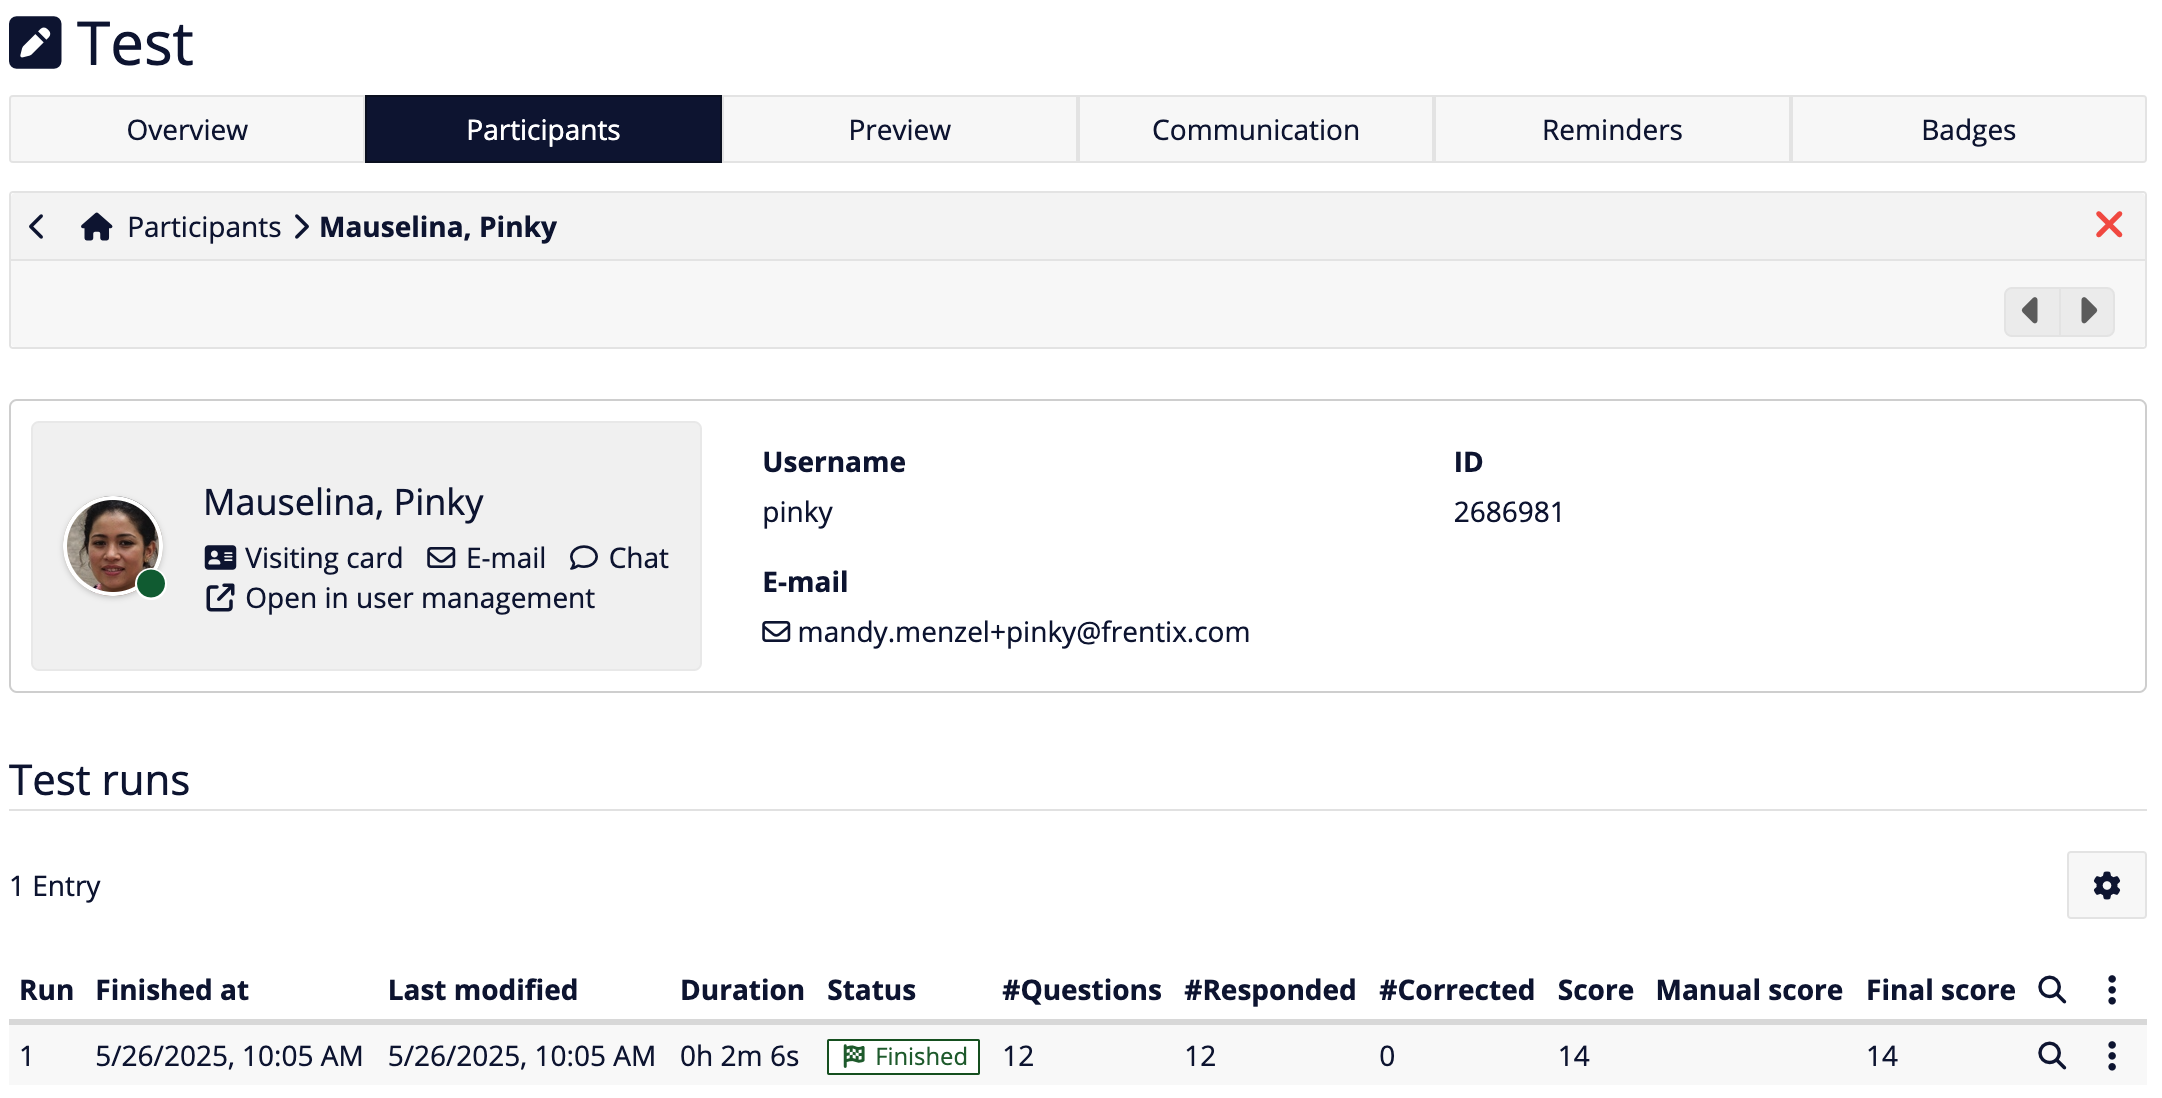 Test
Overview Participants Preview Communication Reminders Badges
Participants Mauselina, Pinky
Mauselina, Pinky
Visiting card E-mail Chat
Open in user management
Username
pinky
ID
2686981
E-mail
mandy.menzel+pinky@frentix.com
Test runs
1 Entry
Run Finished at Last modified Duration Status #Questions #Responded #Corrected Score Manual score Final score
1 5/26/2025, 10:05 AM 5/26/2025, 10:05 AM 0h 2m 6s Finished 12 12 0 14 14